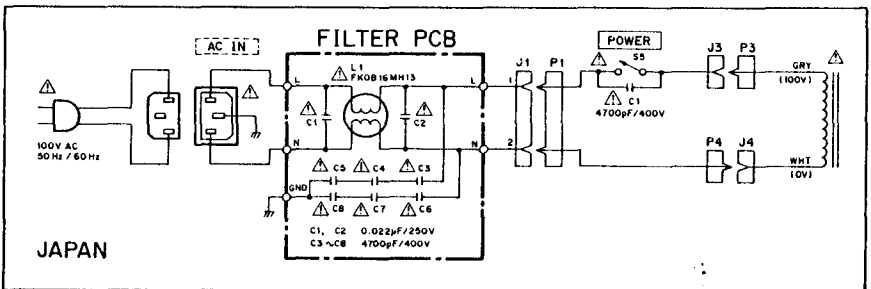 FILTER PCB
AC IN
POWER
L1
FKOB16MH13
S5
J1
P1
J3
P3
GRY
(100V)
L
L
1
C1
C2
C1
4700pF/400V
100V AC
50Hz/60Hz
N
N
2
P4
J4
WHT
(0V)
C5
C4
C3
GND
C8
C7
C6
C1, C2 0.022μF/250V
C3~C8 4700pF/400V
JAPAN